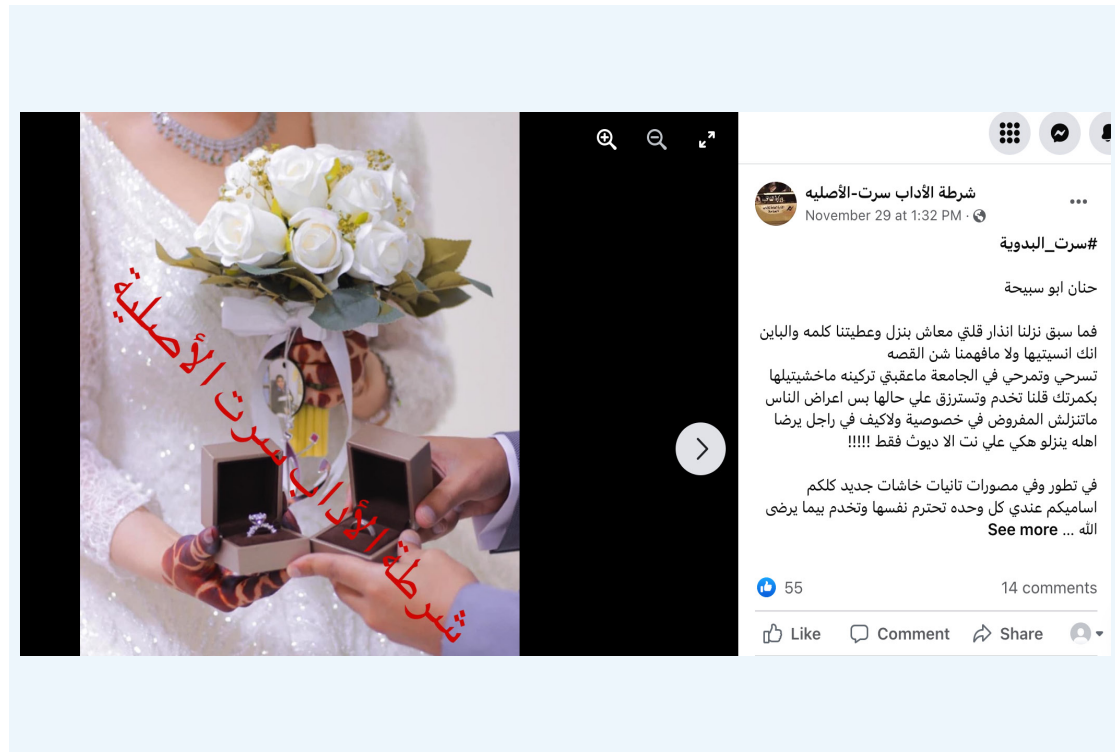 شرطة الأداب سرت الأصلية
شرطة الأداب سرت-الأصليه
November 29 at 1:32 PM ·
#سرت_البدوية
حنان ابو سبيحة
فما سبق نزلنا انذار قلتي معاش بنزل وعطيتنا كلمه والباين
انك انسيتيها ولا مافهمنا شن القصه
تسرحي وتمرحي في الجامعة ماعقبتي تركينه ماخشيتيلها
بكمرتك قلنا تخدم وتسترزق علي حالها بس اعراض الناس
ماتنزلش المفروض في خصوصية ولاكيف في راجل يرضا
اهله ينزلو هكي علي نت الا ديوث فقط !!!!!
في تطور وفي مصورات تانيات خاشات جديد كلكم
اساميكم عندي كل وحده تحترم نفسها وتخدم بيما يرضى
الله ... See more
55
14 comments
Like
Comment
Share